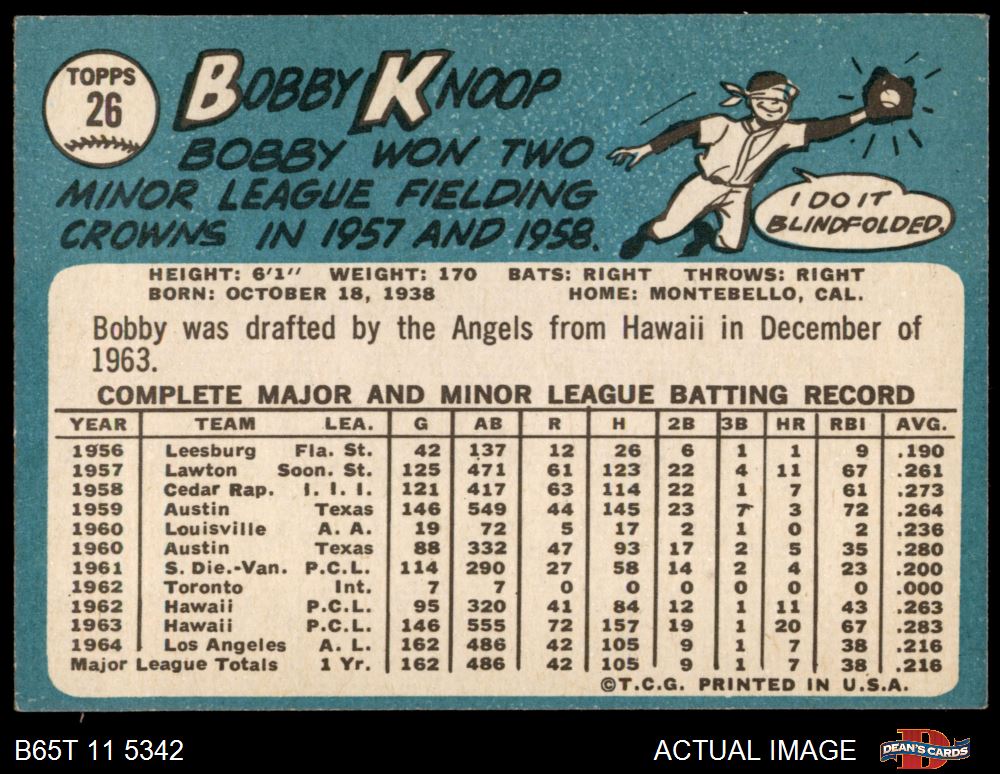 TOPPS
26
BOBBY KNOOP
BOBBY WON TWO
MINOR LEAGUE FIELDING
CROWNS IN 1957 AND 1958.
I DO IT
BLINDFOLDED.
HEIGHT: 6'1" WEIGHT: 170 BATS: RIGHT THROWS: RIGHT
BORN: OCTOBER 18, 1938 HOME: MONTEBELLO, CAL.
Bobby was drafted by the Angels from Hawaii in December of
1963.
COMPLETE MAJOR AND MINOR LEAGUE BATTING RECORD
YEAR TEAM LEA. G AB R H 2B 3B HR RBI AVG.
1956 Leesburg Fla. St. 42 137 12 26 6 1 1 9 .190
1957 Lawton Soon. St. 125 471 61 123 22 4 11 67 .261
1958 Cedar Rap. I. I. I. 121 417 63 114 22 1 7 61 .273
1959 Austin Texas 146 549 44 145 23 7 3 72 .264
1960 Louisville A. A. 19 72 5 17 2 1 0 2 .236
1960 Austin Texas 88 332 47 93 17 2 5 35 .280
1961 S. Die.-Van. P.C.L. 114 290 27 58 14 2 4 23 .200
1962 Toronto Int. 7 7 0 0 0 0 0 0 .000
1962 Hawaii P.C.L. 95 320 41 84 12 1 11 43 .263
1963 Hawaii P.C.L. 146 555 72 157 19 1 20 67 .283
1964 Los Angeles A. L. 162 486 42 105 9 1 7 38 .216
Major League Totals 1 Yr. 162 486 42 105 9 1 7 38 .216
©T.C.G. PRINTED IN U.S.A.
B65T 11 5342 ACTUAL IMAGE D DEAN'S CARDS